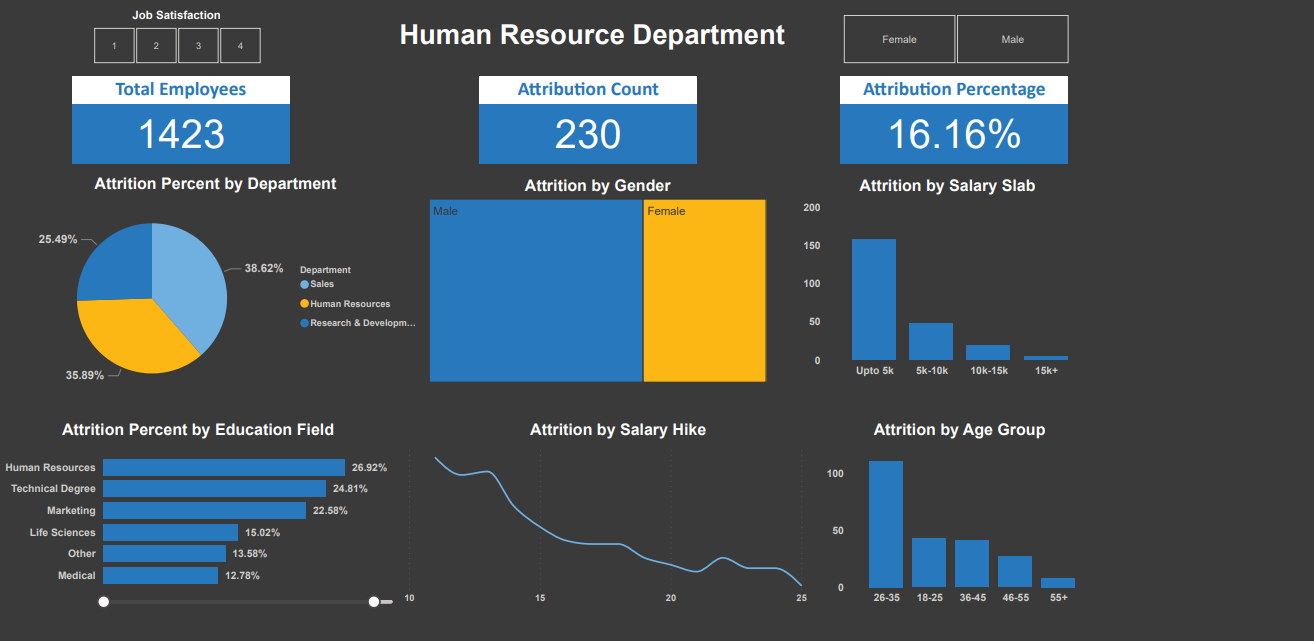 Job Satisfaction
1 2 3 4
Human Resource Department
Female Male
Total Employees
1423
Attribution Count
230
Attribution Percentage
16.16%
Attrition Percent by Department
25.49%
38.62%
35.89%
Department
Sales
Human Resources
Research & Developm...
Attrition by Gender
Male
Female
Attrition by Salary Slab
200
150
100
50
0
Upto 5k 5k-10k 10k-15k 15k+
Attrition Percent by Education Field
Human Resources 26.92%
Technical Degree 24.81%
Marketing 22.58%
Life Sciences 15.02%
Other 13.58%
Medical 12.78%
Attrition by Salary Hike
10 15 20 25
Attrition by Age Group
100
50
0
26-35 18-25 36-45 46-55 55+